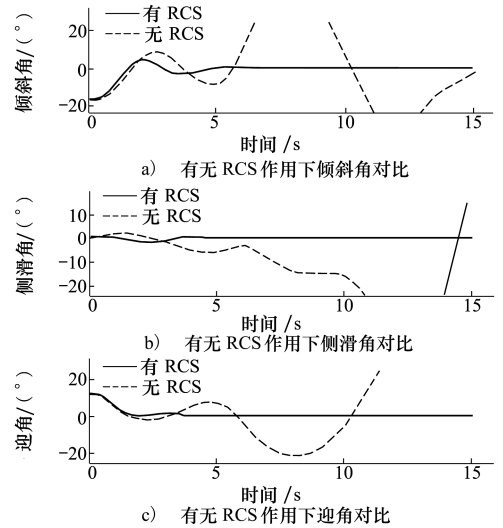 有 RCS
无 RCS
倾斜角/(°)
20
0
−20
0
5
10
15
时间 /s
a) 有无 RCS 作用下倾斜角对比
有 RCS
无 RCS
侧滑角/(°)
10
0
−10
−20
0
5
10
15
时间 /s
b) 有无 RCS 作用下侧滑角对比
有 RCS
无 RCS
迎角/(°)
20
0
−20
0
5
10
15
时间 /s
c) 有无 RCS 作用下迎角对比